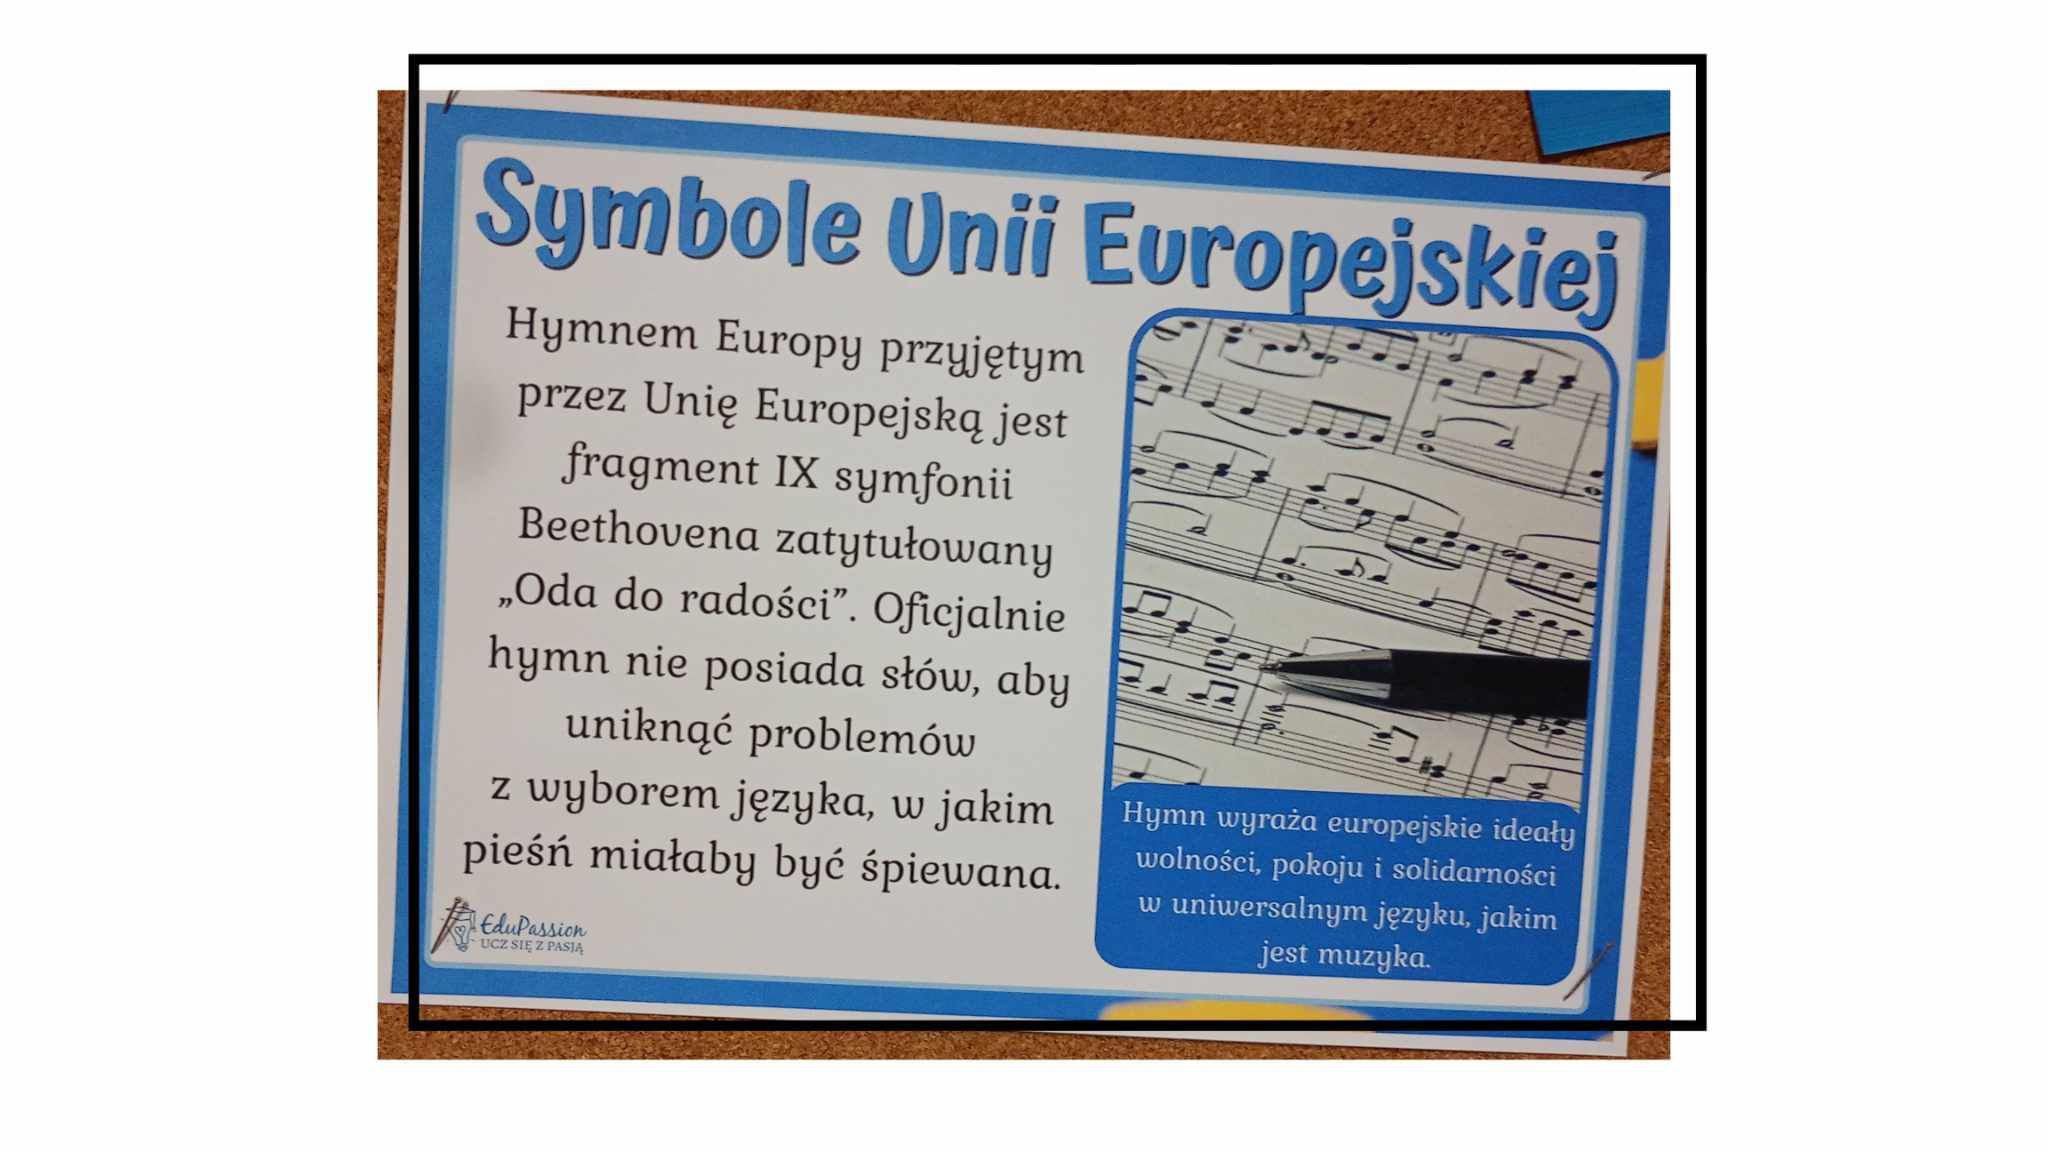 Symbole Unii Europejskiej
Hymnem Europy przyjętym
przez Unię Europejską jest
fragment IX symfonii
Beethovena zatytułowany
„Oda do radości”. Oficjalnie
hymn nie posiada słów, aby
uniknąć problemów
z wyborem języka, w jakim
pieśń miałaby być śpiewana.
Hymn wyraża europejskie ideały
wolności, pokoju i solidarności
w uniwersalnym języku, jakim
jest muzyka.
EduPassion
UCZ SIĘ Z PASJĄ